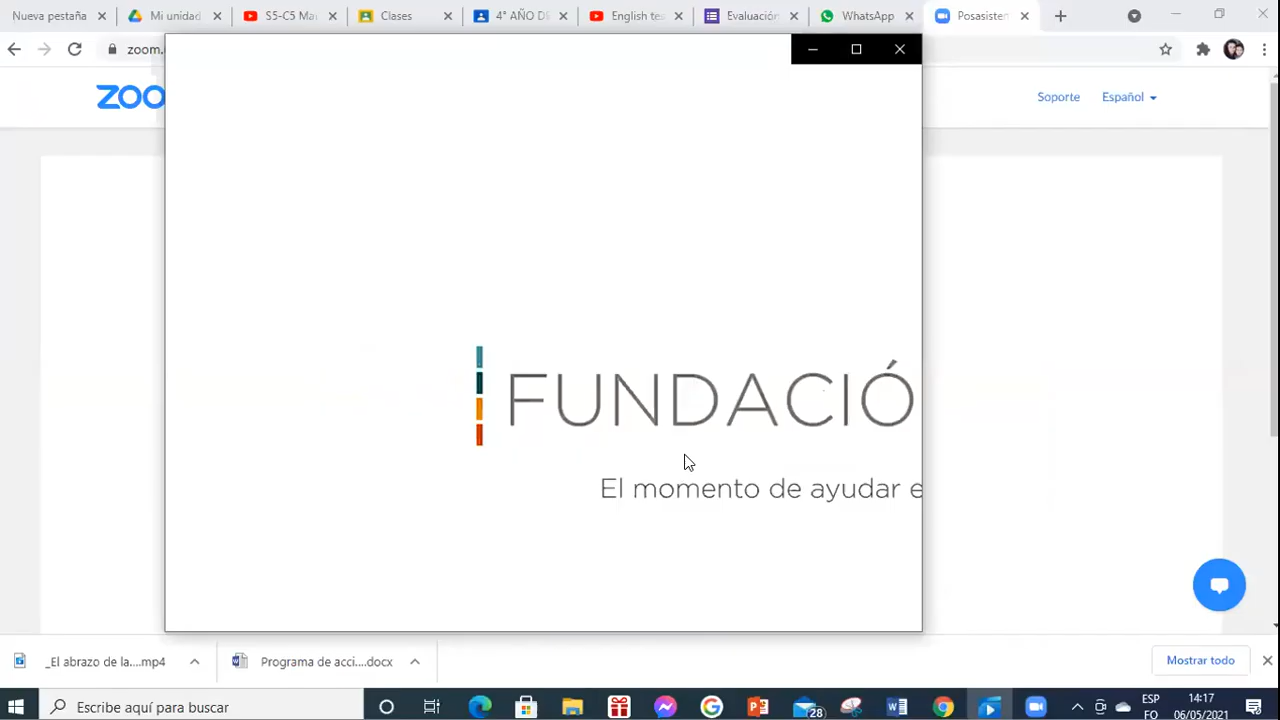 Nueva pestaña
Mi unidad
S5-C5 Ma
Clases
4° AÑO DE
English tea
Evaluación
WhatsApp
Posasisten
zoom.
ZOO
Soporte
Español
FUNDACIÓ
El momento de ayudar e
_El abrazo de la....mp4
Programa de acci....docx
Mostrar todo
Escribe aquí para buscar
28
ESP
FO
14:17
06/05/2021